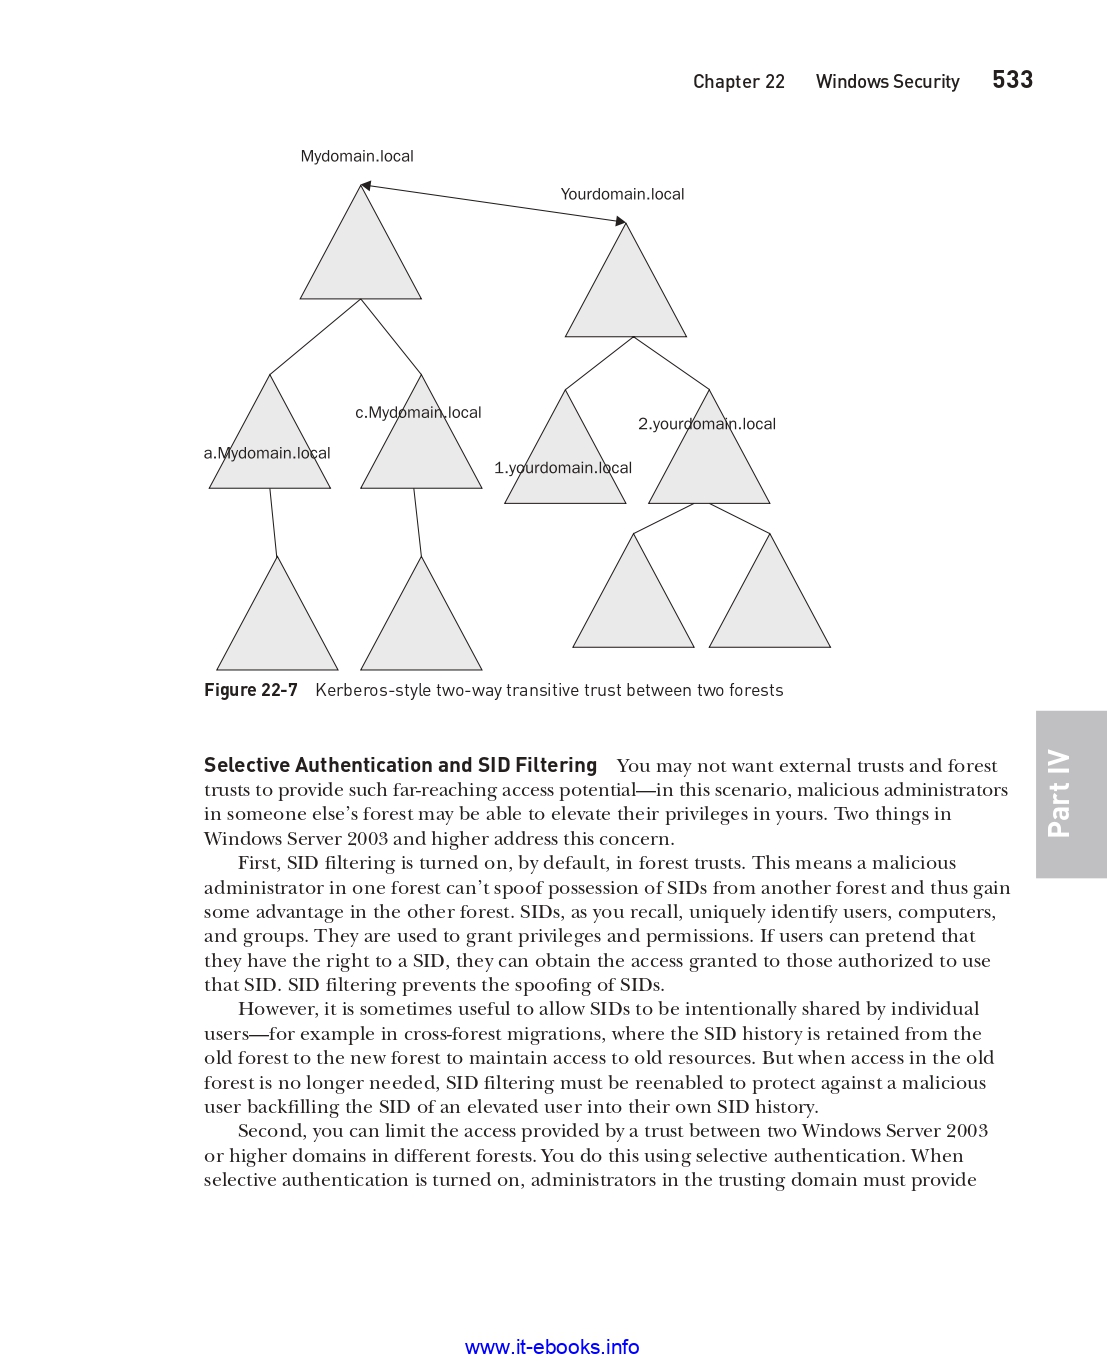 Chapter 22 Windows Security 533
Mydomain.local
Yourdomain.local
c.Mydomain.local
2.yourdomain.local
a.Mydomain.local
1.yourdomain.local
Figure 22-7 Kerberos-style two-way transitive trust between two forests
Part IV
Selective Authentication and SID Filtering You may not want external trusts and forest
trusts to provide such far-reaching access potential—in this scenario, malicious administrators
in someone else’s forest may be able to elevate their privileges in yours. Two things in
Windows Server 2003 and higher address this concern.
First, SID filtering is turned on, by default, in forest trusts. This means a malicious
administrator in one forest can’t spoof possession of SIDs from another forest and thus gain
some advantage in the other forest. SIDs, as you recall, uniquely identify users, computers,
and groups. They are used to grant privileges and permissions. If users can pretend that
they have the right to a SID, they can obtain the access granted to those authorized to use
that SID. SID filtering prevents the spoofing of SIDs.
However, it is sometimes useful to allow SIDs to be intentionally shared by individual
users—for example in cross-forest migrations, where the SID history is retained from the
old forest to the new forest to maintain access to old resources. But when access in the old
forest is no longer needed, SID filtering must be reenabled to protect against a malicious
user backfilling the SID of an elevated user into their own SID history.
Second, you can limit the access provided by a trust between two Windows Server 2003
or higher domains in different forests. You do this using selective authentication. When
selective authentication is turned on, administrators in the trusting domain must provide
www.it-ebooks.info